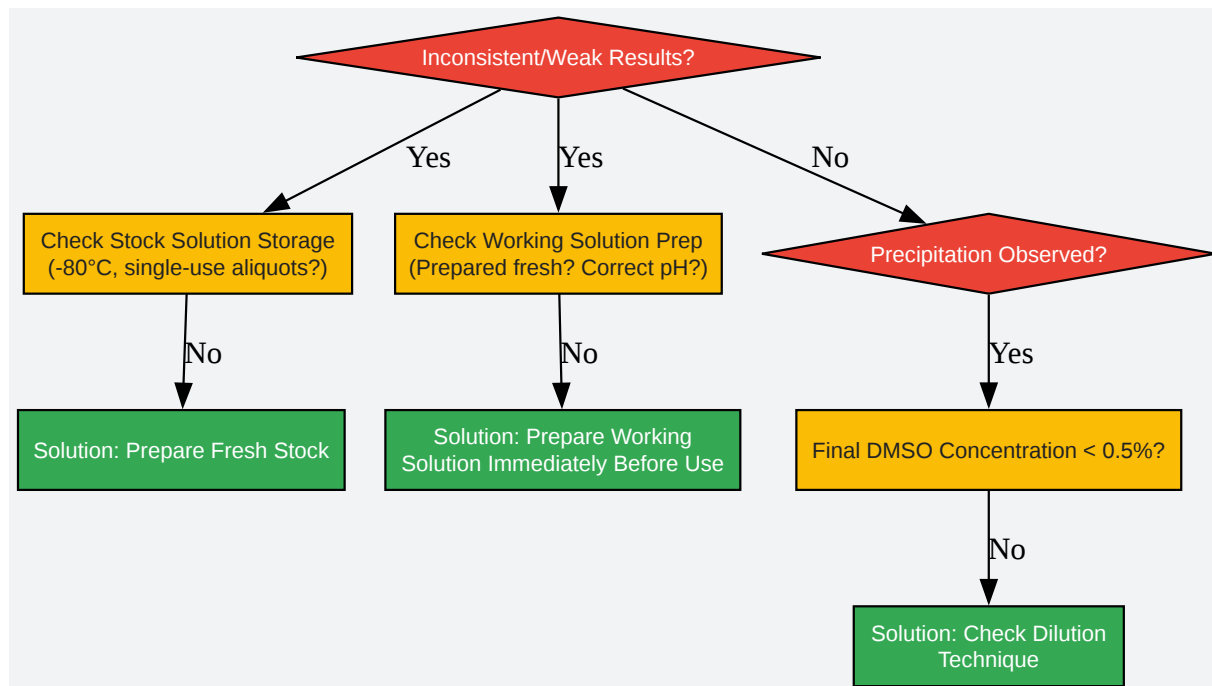 Inconsistent/Weak Results?
Yes
Yes
No
Check Stock Solution Storage
(-80°C, single-use aliquots?)
Check Working Solution Prep
(Prepared fresh? Correct pH?)
Precipitation Observed?
No
No
Yes
Solution: Prepare Fresh Stock
Solution: Prepare Working
Solution Immediately Before Use
Final DMSO Concentration < 0.5%?
No
Solution: Check Dilution
Technique